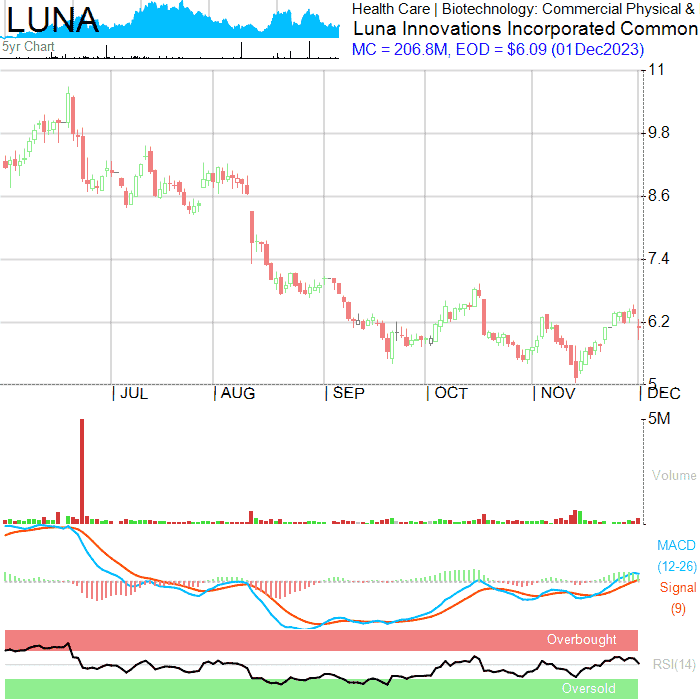 LUNA
5yr Chart
Health Care | Biotechnology: Commercial Physical &
Luna Innovations Incorporated Common
MC = 206.8M, EOD = $6.09 (01Dec2023)
11
9.8
8.6
7.4
6.2
5
| JUL | AUG | SEP | OCT | NOV | DEC
5M
Volume
MACD
(12-26)
Signal
(9)
Overbought
RSI(14)
Oversold